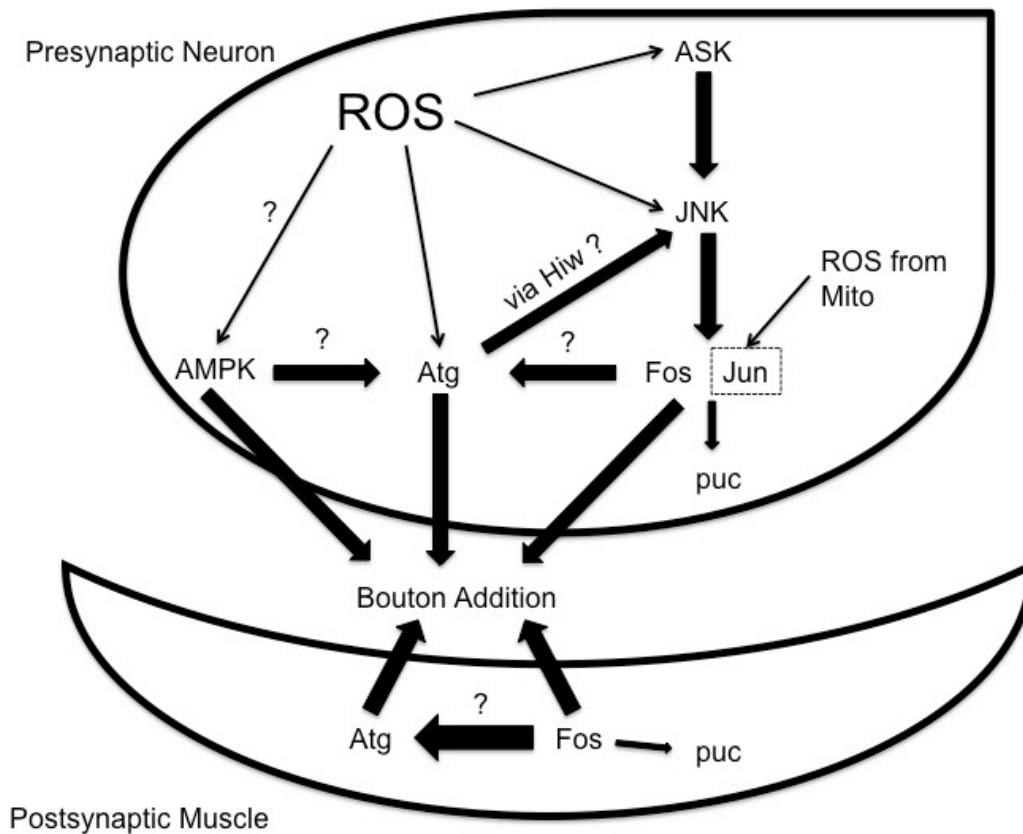 Presynaptic Neuron
ASK
ROS
?
JNK
via Hiw ?
ROS from
Mito
?
?
AMPK
Atg
Fos
Jun
puc
Bouton Addition
?
Atg
Fos
puc
Postsynaptic Muscle